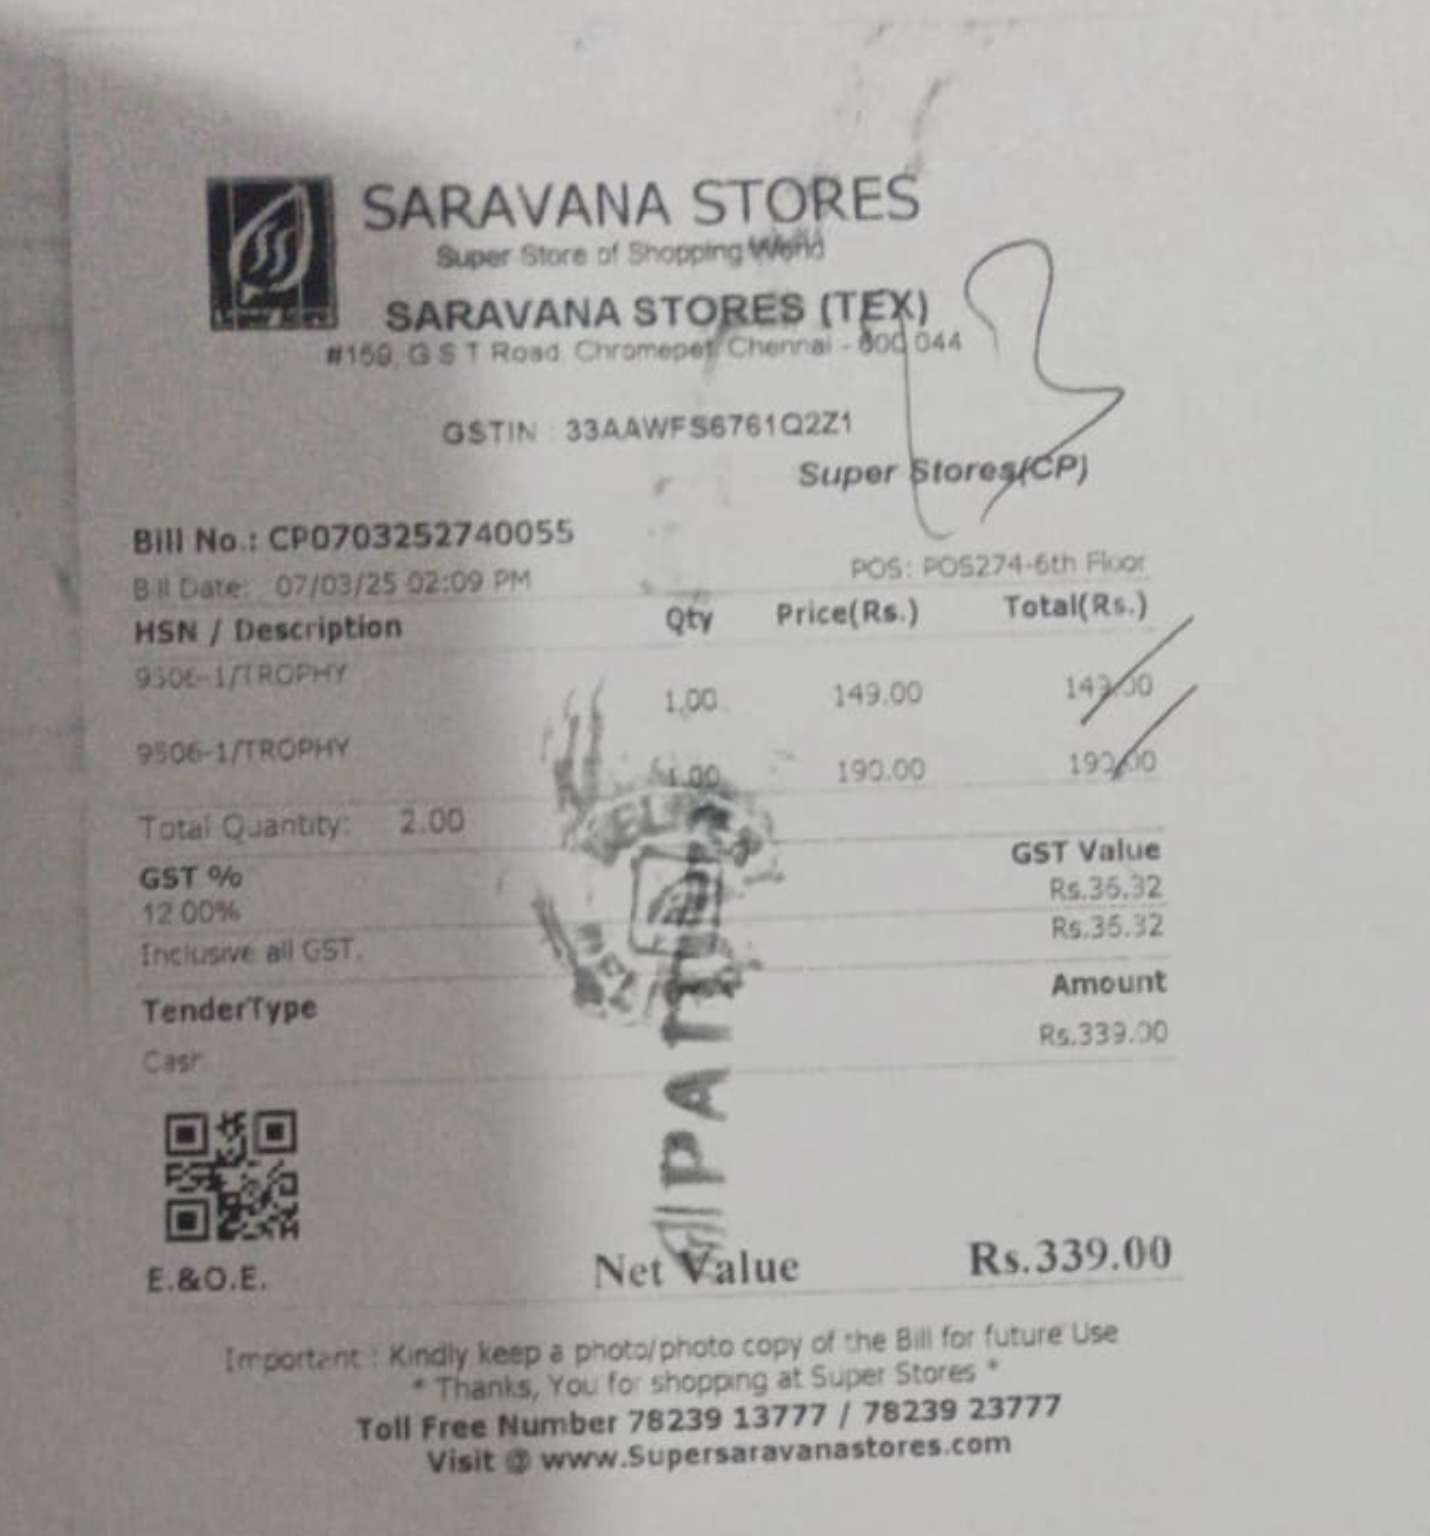 SARAVANA STORES
Super Store of Shopping World
SARAVANA STORES (TEX)
#159, G S T Road, Chromepet, Chennai - 600 044
GSTIN : 33AAWFS6761Q2Z1
Super Stores(CP)
Bill No.: CP0703252740055
POS: POS274-6th Floor
Bill Date: 07/03/25 02:09 PM
HSN / Description Qty Price(Rs.) Total(Rs.)
9506-1/TROPHY
1.00 149.00 149.00
9506-1/TROPHY
1.00 190.00 190.00
Total Quantity: 2.00
GST % GST Value
12.00% Rs.36.32
Inclusive all GST. Rs.36.32
TenderType Amount
Cash Rs.339.00
PAID
E.&O.E.
Net Value Rs.339.00
Important : Kindly keep a photo/photo copy of the Bill for future Use
* Thanks, You for shopping at Super Stores *
Toll Free Number 78239 13777 / 78239 23777
Visit @ www.Supersaravanastores.com